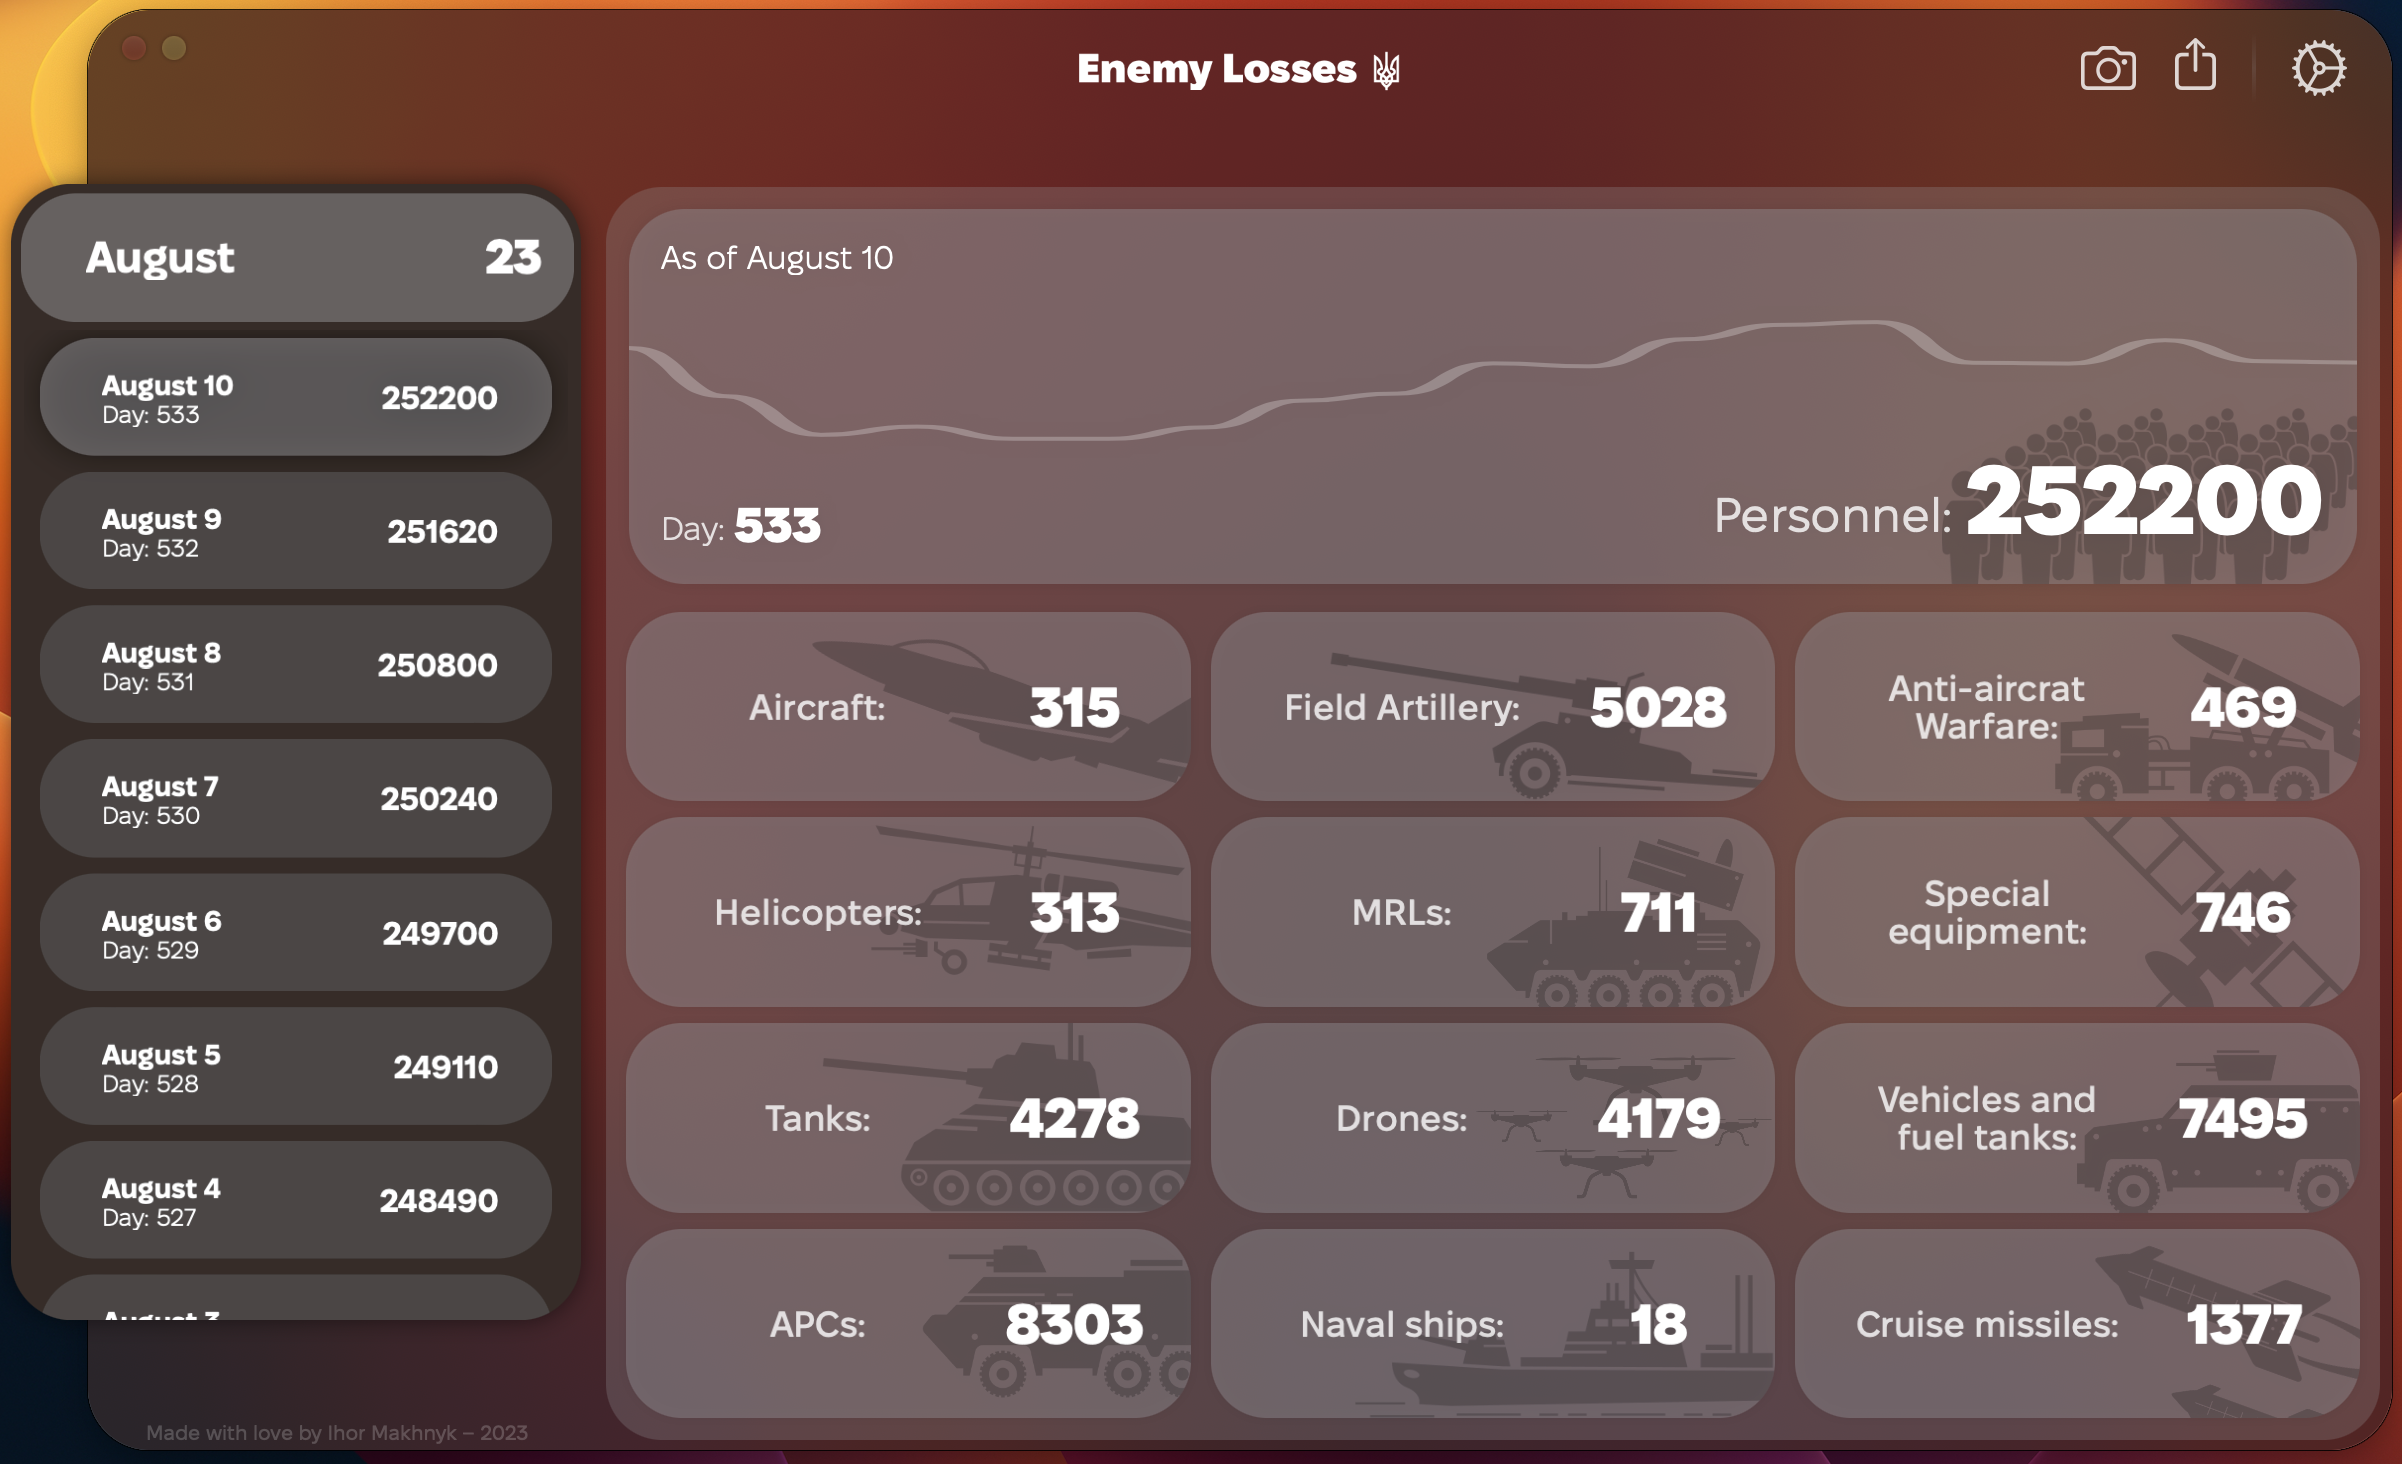 Enemy Losses
August 23
August 10 252200
Day: 533
August 9 251620
Day: 532
August 8 250800
Day: 531
August 7 250240
Day: 530
August 6 249700
Day: 529
August 5 249110
Day: 528
August 4 248490
Day: 527
August 3
Made with love by Ihor Makhnyk – 2023
As of August 10
Day: 533
Personnel: 252200
Aircraft: 315
Field Artillery: 5028
Anti-aircrat
Warfare: 469
Helicopters: 313
MRLs: 711
Special
equipment: 746
Tanks: 4278
Drones: 4179
Vehicles and
fuel tanks: 7495
APCs: 8303
Naval ships: 18
Cruise missiles: 1377